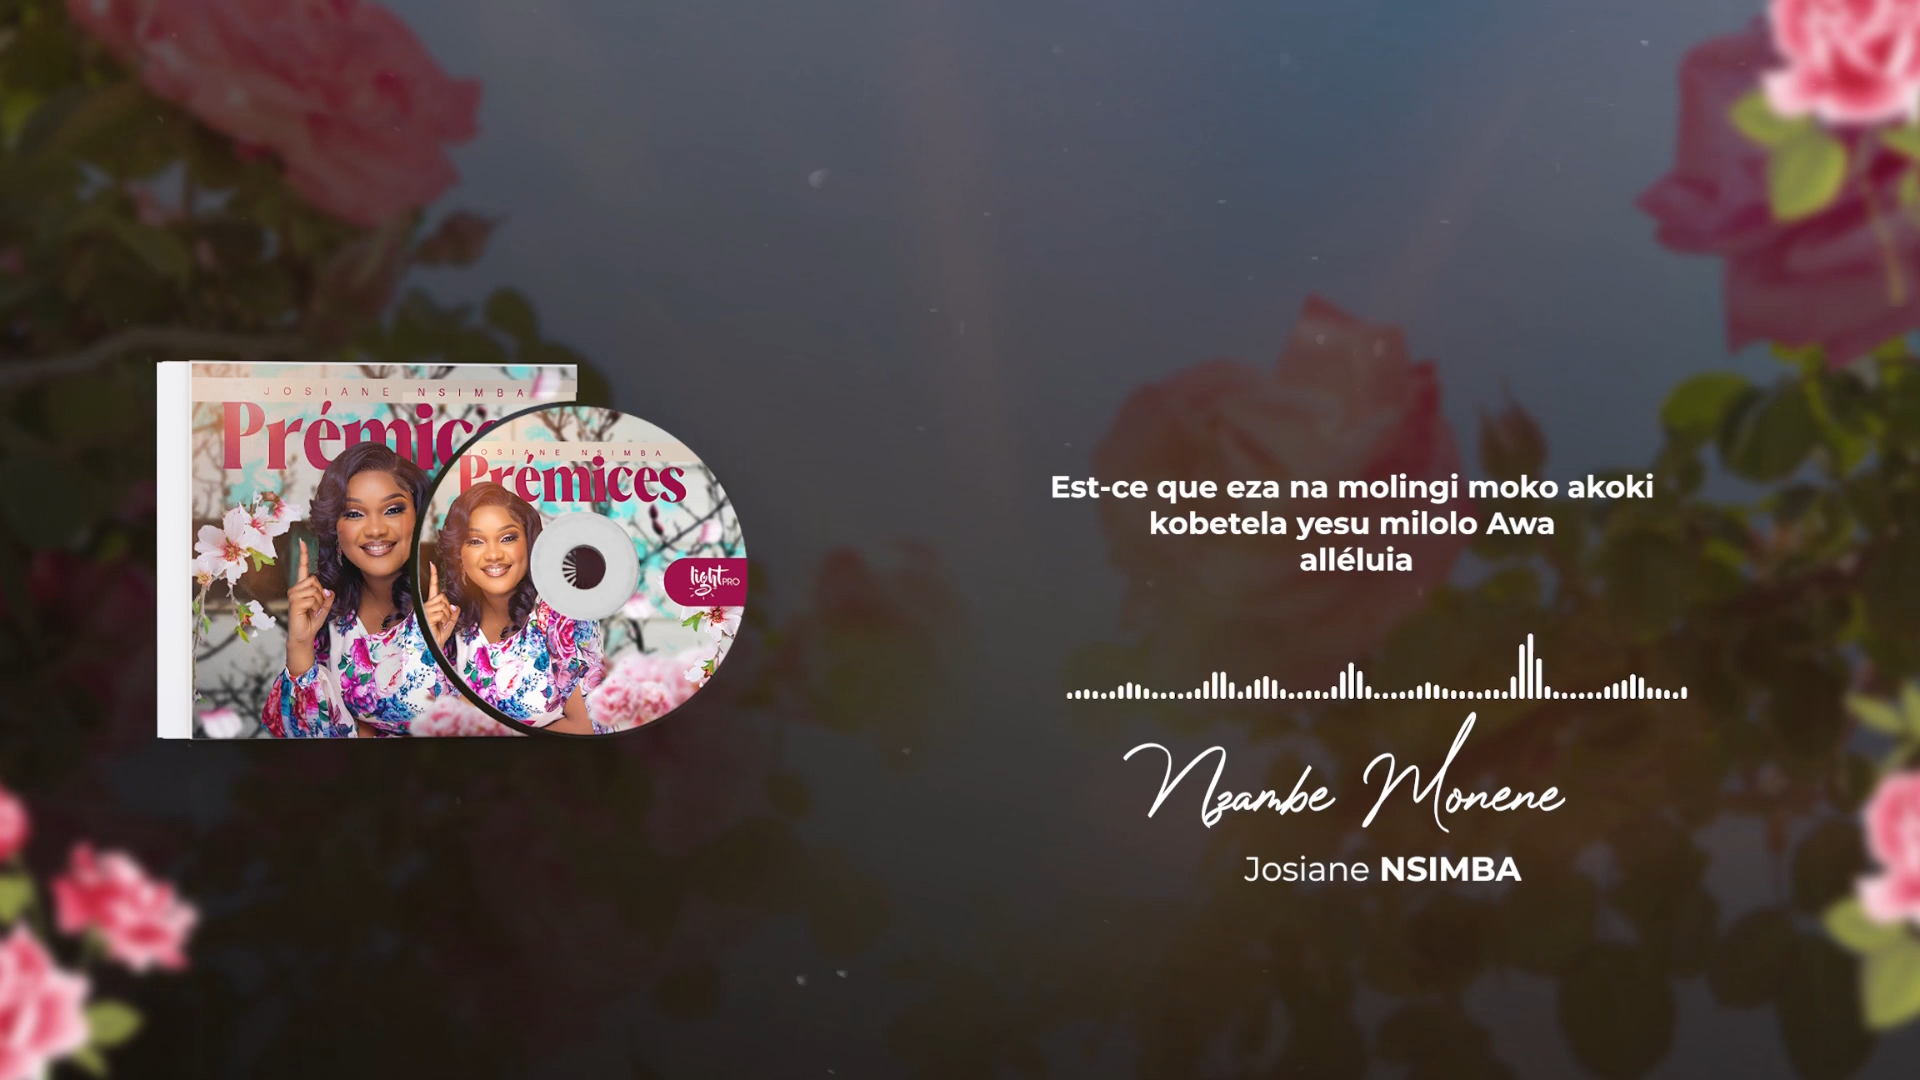 JOSIANE NSIMBA
Prémices
JOSIANE NSIMBA
Prémices
light PRO
Est-ce que eza na molingi moko akoki
kobetela yesu milolo Awa
alléluia
Nzambe Monene
Josiane NSIMBA